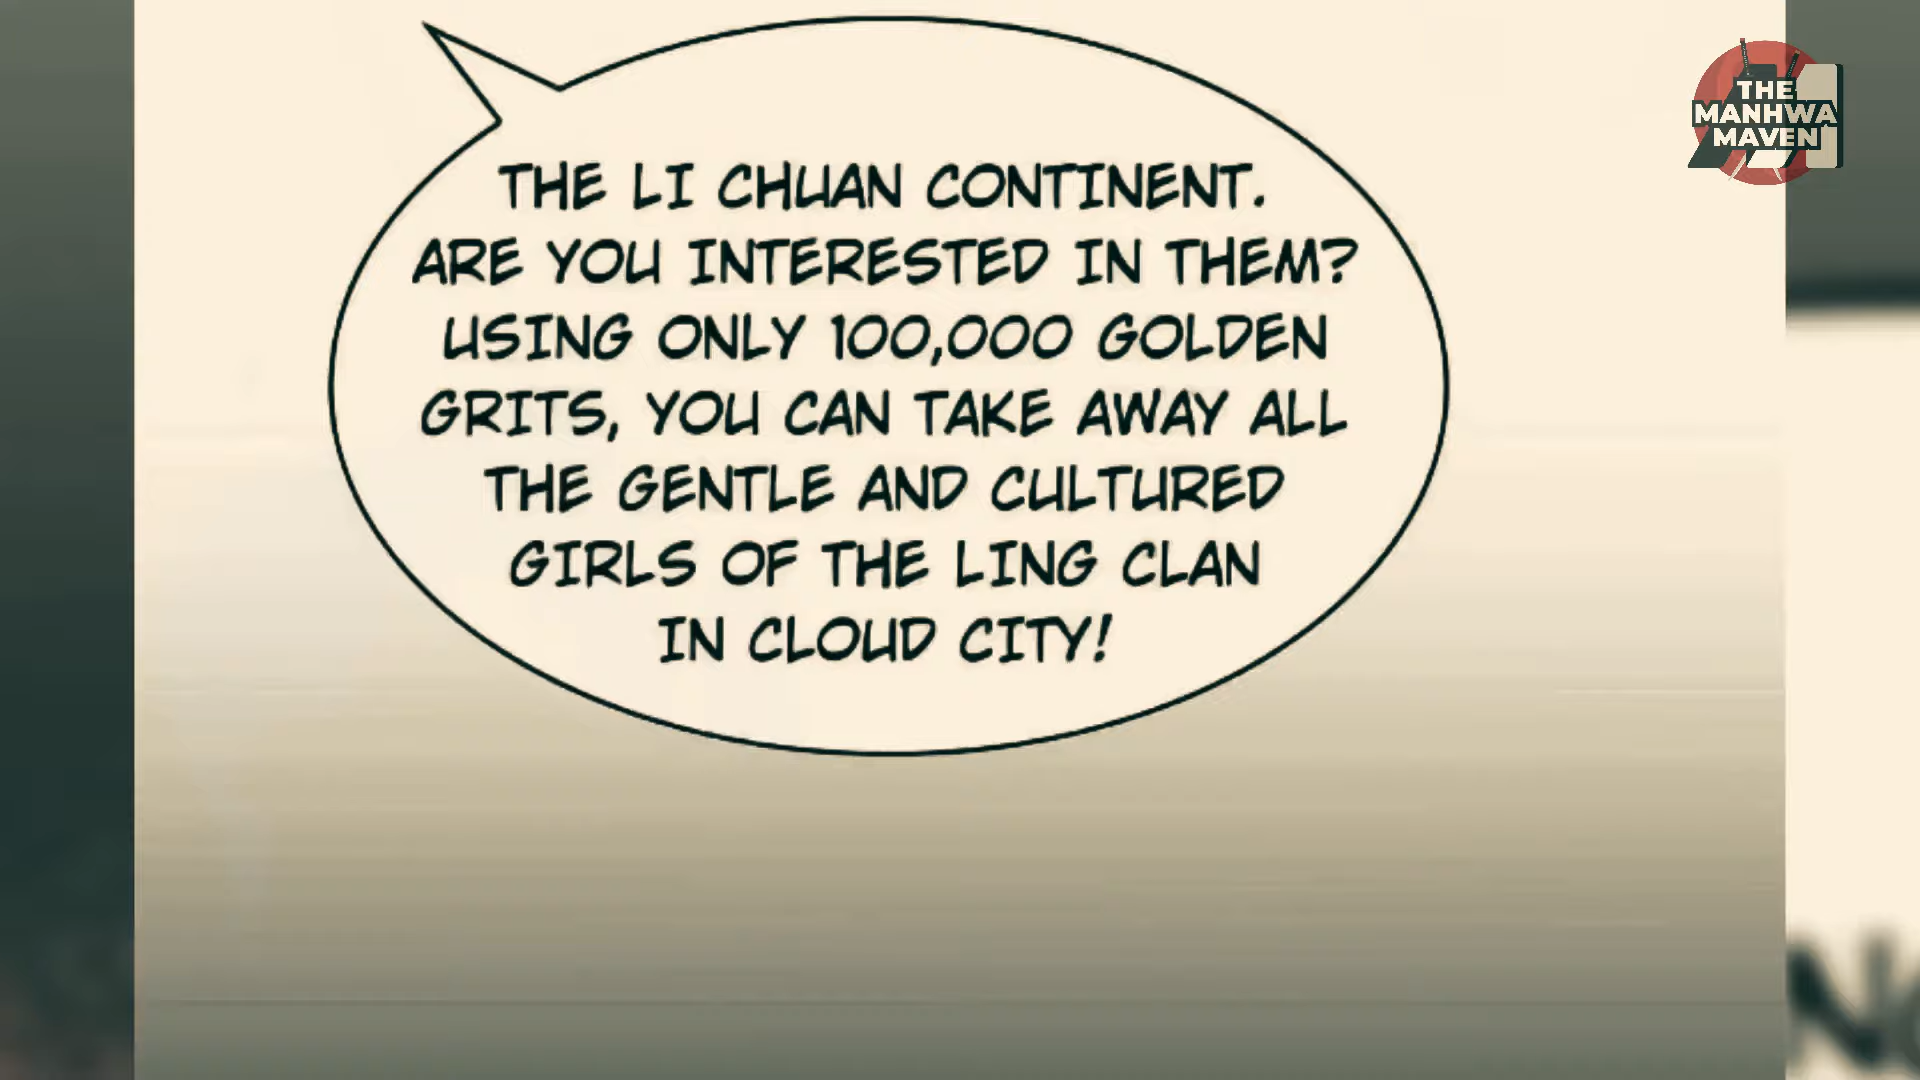 THE LI CHUAN CONTINENT.
ARE YOU INTERESTED IN THEM?
USING ONLY 100,000 GOLDEN
GRITS, YOU CAN TAKE AWAY ALL
THE GENTLE AND CULTURED
GIRLS OF THE LING CLAN
IN CLOUD CITY!
THE
MANHWA
MAVEN